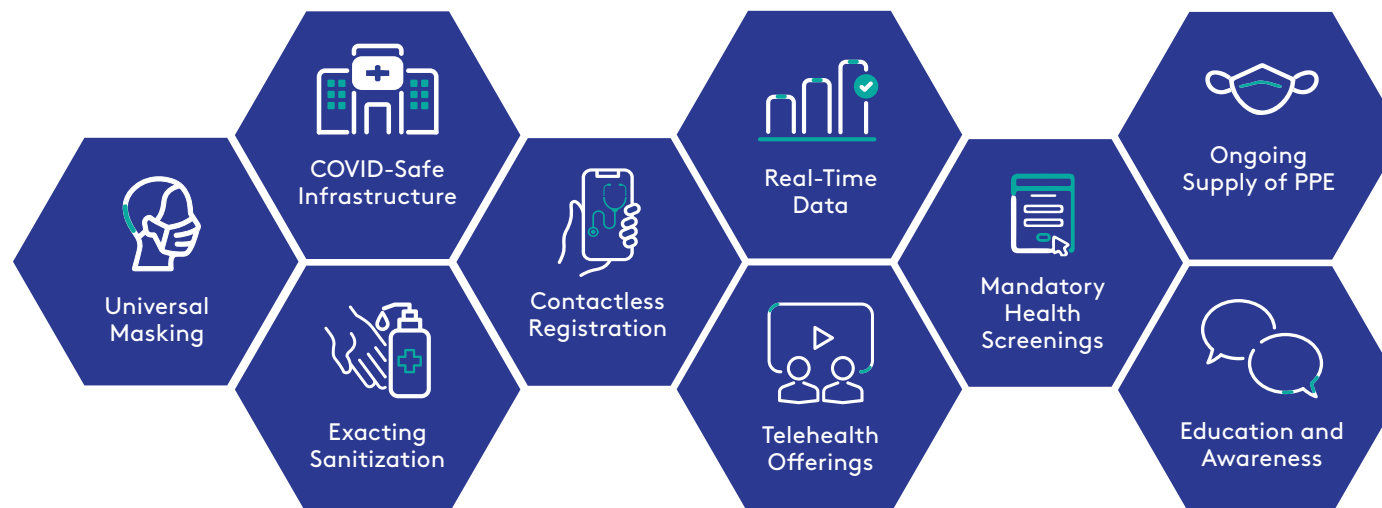 Universal
Masking
COVID-Safe
Infrastructure
Exacting
Sanitization
Contactless
Registration
Real-Time
Data
Telehealth
Offerings
Mandatory
Health
Screenings
Ongoing
Supply of PPE
Education and
Awareness